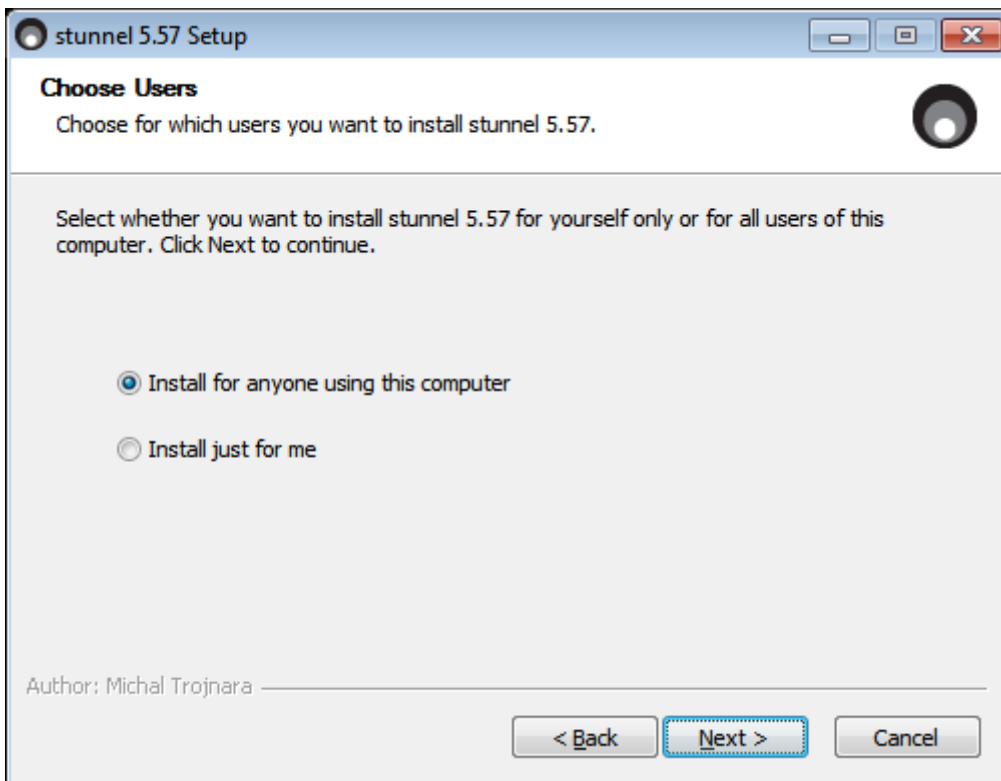 stunnel 5.57 Setup
Choose Users
Choose for which users you want to install stunnel 5.57.
Select whether you want to install stunnel 5.57 for yourself only or for all users of this
computer. Click Next to continue.
Install for anyone using this computer
Install just for me
Author: Michal Trojnara
< Back
Next >
Cancel